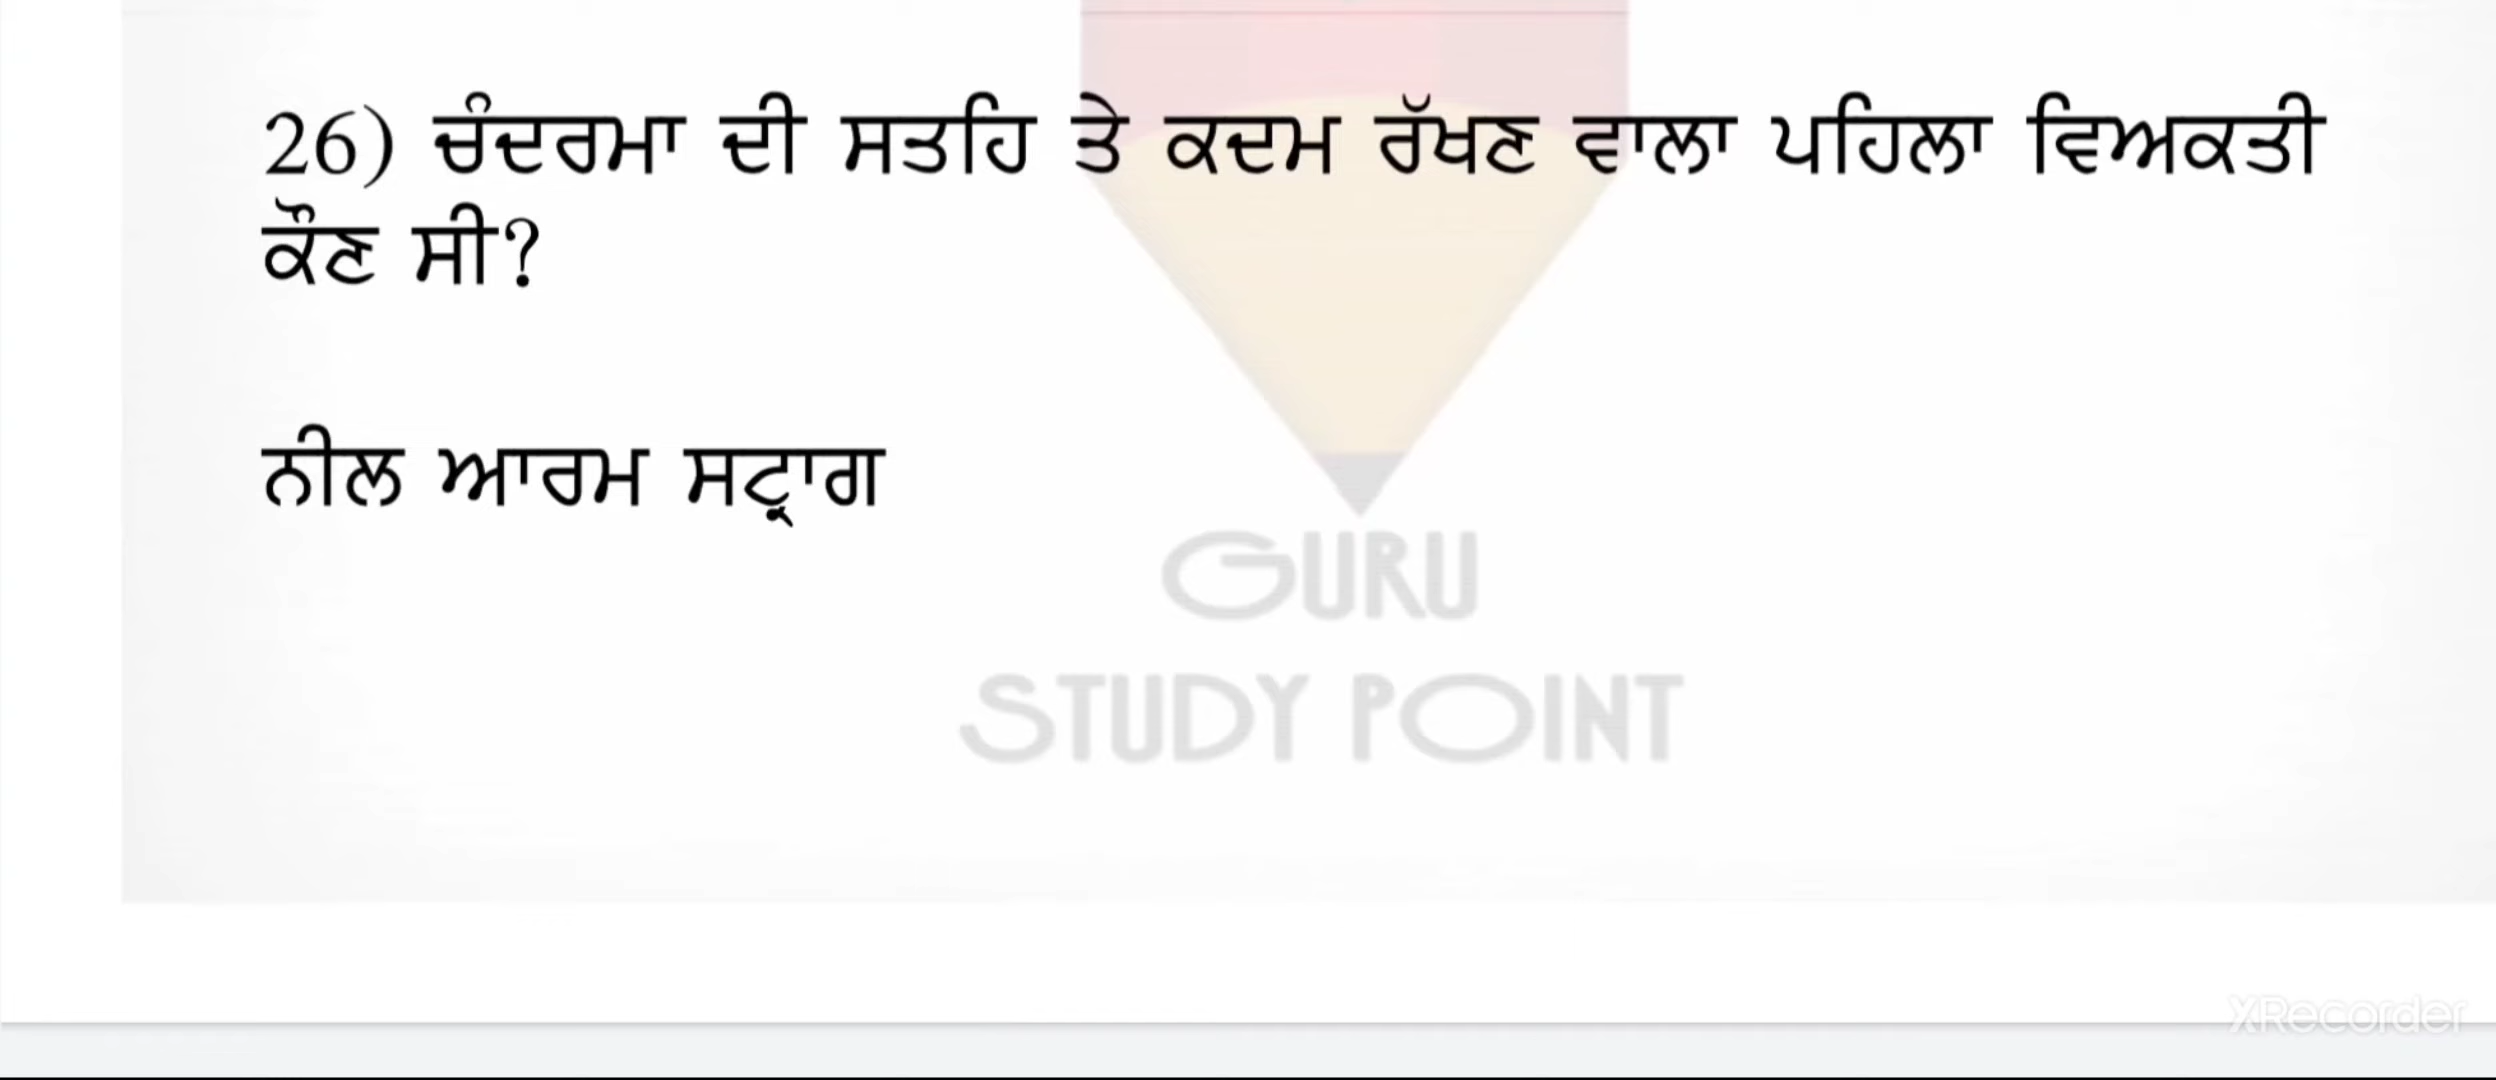 26) ਚੰਦਰਮਾ ਦੀ ਸਤਹਿ ਤੇ ਕਦਮ ਰੱਖਣ ਵਾਲਾ ਪਹਿਲਾ ਵਿਅਕਤੀ
ਕੌਣ ਸੀ?
ਨੀਲ ਆਰਮ ਸਟ੍ਰਾਗ
GURU
STUDY POINT
XRecorder